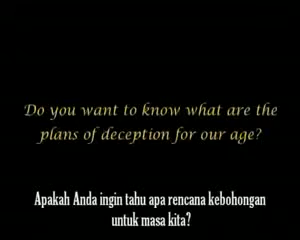 Do you want to know what are the
plans of deception for our age?
Apakah Anda ingin tahu apa rencana kebohongan
untuk masa kita?